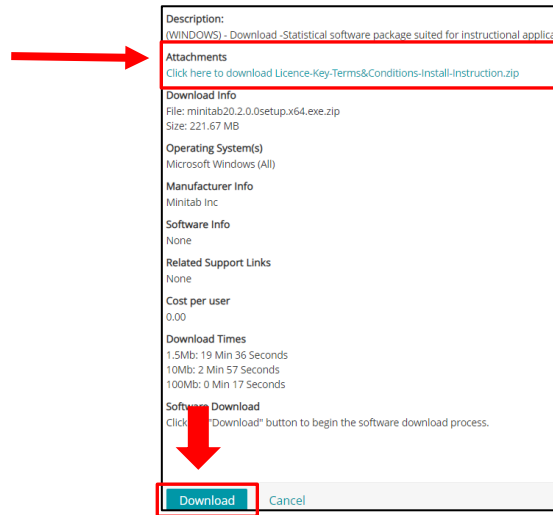 Description:
(WINDOWS) - Download -Statistical software package suited for instructional
Attachments
Click here to download Licence-Key-Terms&Conditions-Install-Instruction.zip
Download Info
File: minitab20.2.0.0setup.x64.exe.zip
Size: 221.67 MB
Operating System(s)
Microsoft Windows (All)
Manufacturer Info
Minitab Inc
Software Info
None
Related Support Links
None
Cost per user
0.00
Download Times
1.5Mb: 19 Min 36 Seconds
10Mb: 2 Min 57 Seconds
100Mb: 0 Min 17 Seconds
Software Download
Click "Download" button to begin the software download process.
Download Cancel